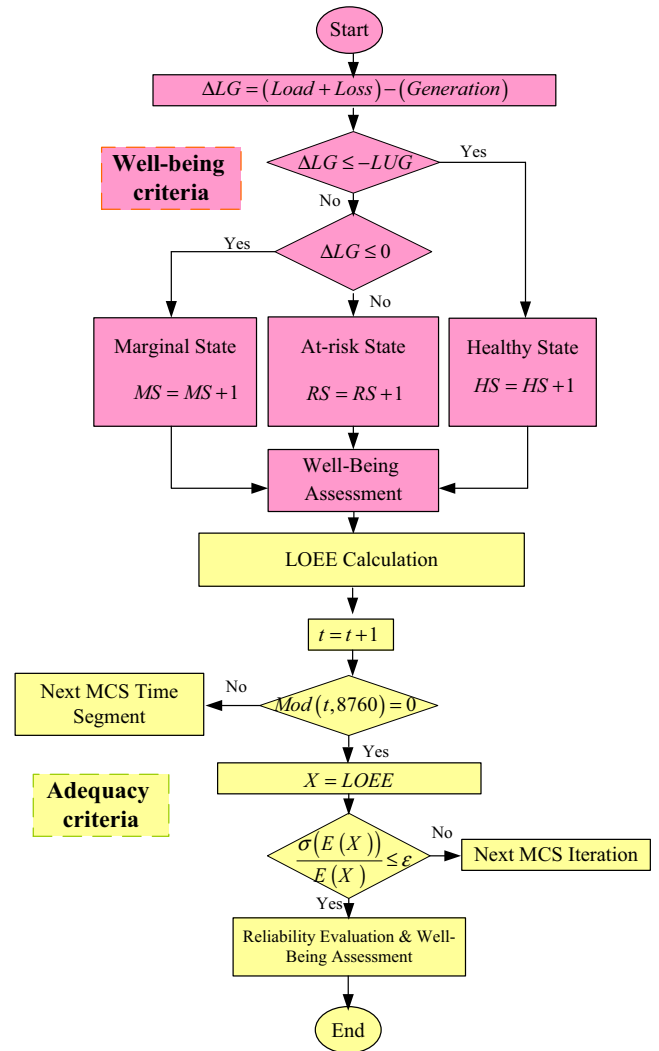 Start
ΔLG = (Load + Loss) − (Generation)
Well-being
criteria
ΔLG ≤ −LUG
Yes
No
Yes
ΔLG ≤ 0
No
Marginal State
MS = MS + 1
At-risk State
RS = RS + 1
Healthy State
HS = HS + 1
Well-Being
Assessment
LOEE Calculation
t = t + 1
Next MCS Time
Segment
No
Mod(t, 8760) = 0
Yes
X = LOEE
Adequacy
criteria
σ(E(X))
E(X)
≤ ε
No
Next MCS Iteration
Yes
Reliability Evaluation & Well-
Being Assessment
End